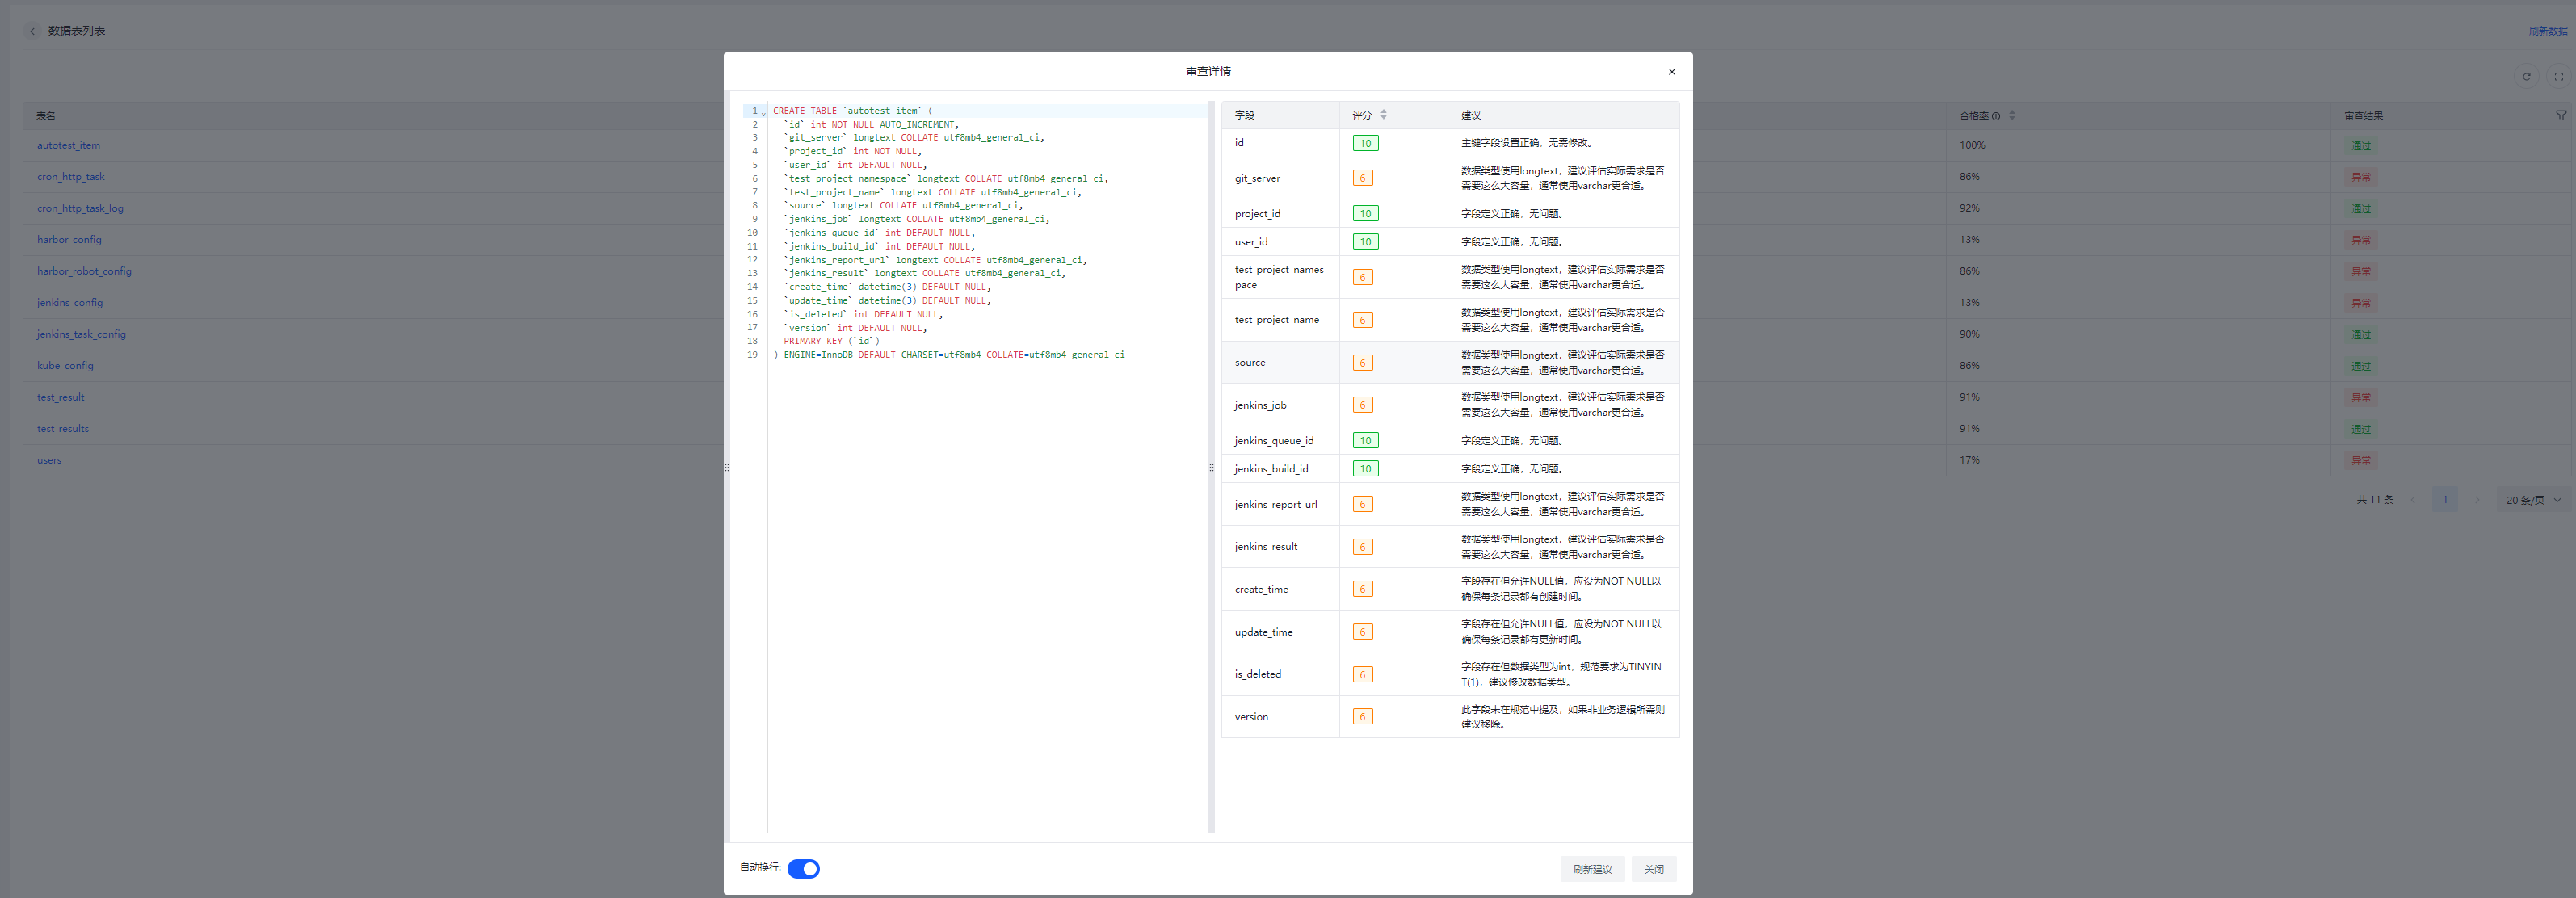 数据表列表
刷新数据
表名
合格率
审查结果
autotest_item
100%
通过
cron_http_task
86%
异常
cron_http_task_log
92%
通过
harbor_config
13%
异常
harbor_robot_config
86%
异常
jenkins_config
13%
异常
jenkins_task_config
90%
通过
kube_config
86%
通过
test_result
91%
异常
test_results
91%
通过
users
17%
异常
共 11 条
1
20 条/页
审查详情
1 CREATE TABLE `autotest_item` (
2 `id` int NOT NULL AUTO_INCREMENT,
3 `git_server` longtext COLLATE utf8mb4_general_ci,
4 `project_id` int NOT NULL,
5 `user_id` int DEFAULT NULL,
6 `test_project_namespace` longtext COLLATE utf8mb4_general_ci,
7 `test_project_name` longtext COLLATE utf8mb4_general_ci,
8 `source` longtext COLLATE utf8mb4_general_ci,
9 `jenkins_job` longtext COLLATE utf8mb4_general_ci,
10 `jenkins_queue_id` int DEFAULT NULL,
11 `jenkins_build_id` int DEFAULT NULL,
12 `jenkins_report_url` longtext COLLATE utf8mb4_general_ci,
13 `jenkins_result` longtext COLLATE utf8mb4_general_ci,
14 `create_time` datetime(3) DEFAULT NULL,
15 `update_time` datetime(3) DEFAULT NULL,
16 `is_deleted` int DEFAULT NULL,
17 `version` int DEFAULT NULL,
18 PRIMARY KEY (`id`)
19 ) ENGINE=InnoDB DEFAULT CHARSET=utf8mb4 COLLATE=utf8mb4_general_ci
字段
评分
建议
id
10
主键字段设置正确，无需修改。
git_server
6
数据类型使用longtext，建议评估实际需求是否
需要这么大容量，通常使用varchar更合适。
project_id
10
字段定义正确，无问题。
user_id
10
字段定义正确，无问题。
test_project_names
pace
6
数据类型使用longtext，建议评估实际需求是否
需要这么大容量，通常使用varchar更合适。
test_project_name
6
数据类型使用longtext，建议评估实际需求是否
需要这么大容量，通常使用varchar更合适。
source
6
数据类型使用longtext，建议评估实际需求是否
需要这么大容量，通常使用varchar更合适。
jenkins_job
6
数据类型使用longtext，建议评估实际需求是否
需要这么大容量，通常使用varchar更合适。
jenkins_queue_id
10
字段定义正确，无问题。
jenkins_build_id
10
字段定义正确，无问题。
jenkins_report_url
6
数据类型使用longtext，建议评估实际需求是否
需要这么大容量，通常使用varchar更合适。
jenkins_result
6
数据类型使用longtext，建议评估实际需求是否
需要这么大容量，通常使用varchar更合适。
create_time
6
字段存在但允许NULL值，应设为NOT NULL以
确保每条记录都有创建时间。
update_time
6
字段存在但允许NULL值，应设为NOT NULL以
确保每条记录都有更新时间。
is_deleted
6
字段存在但数据类型为int，规范要求为TINYIN
T(1)，建议修改数据类型。
version
6
此字段未在规范中提及，如果非业务逻辑所需则
建议移除。
自动换行:
刷新建议
关闭